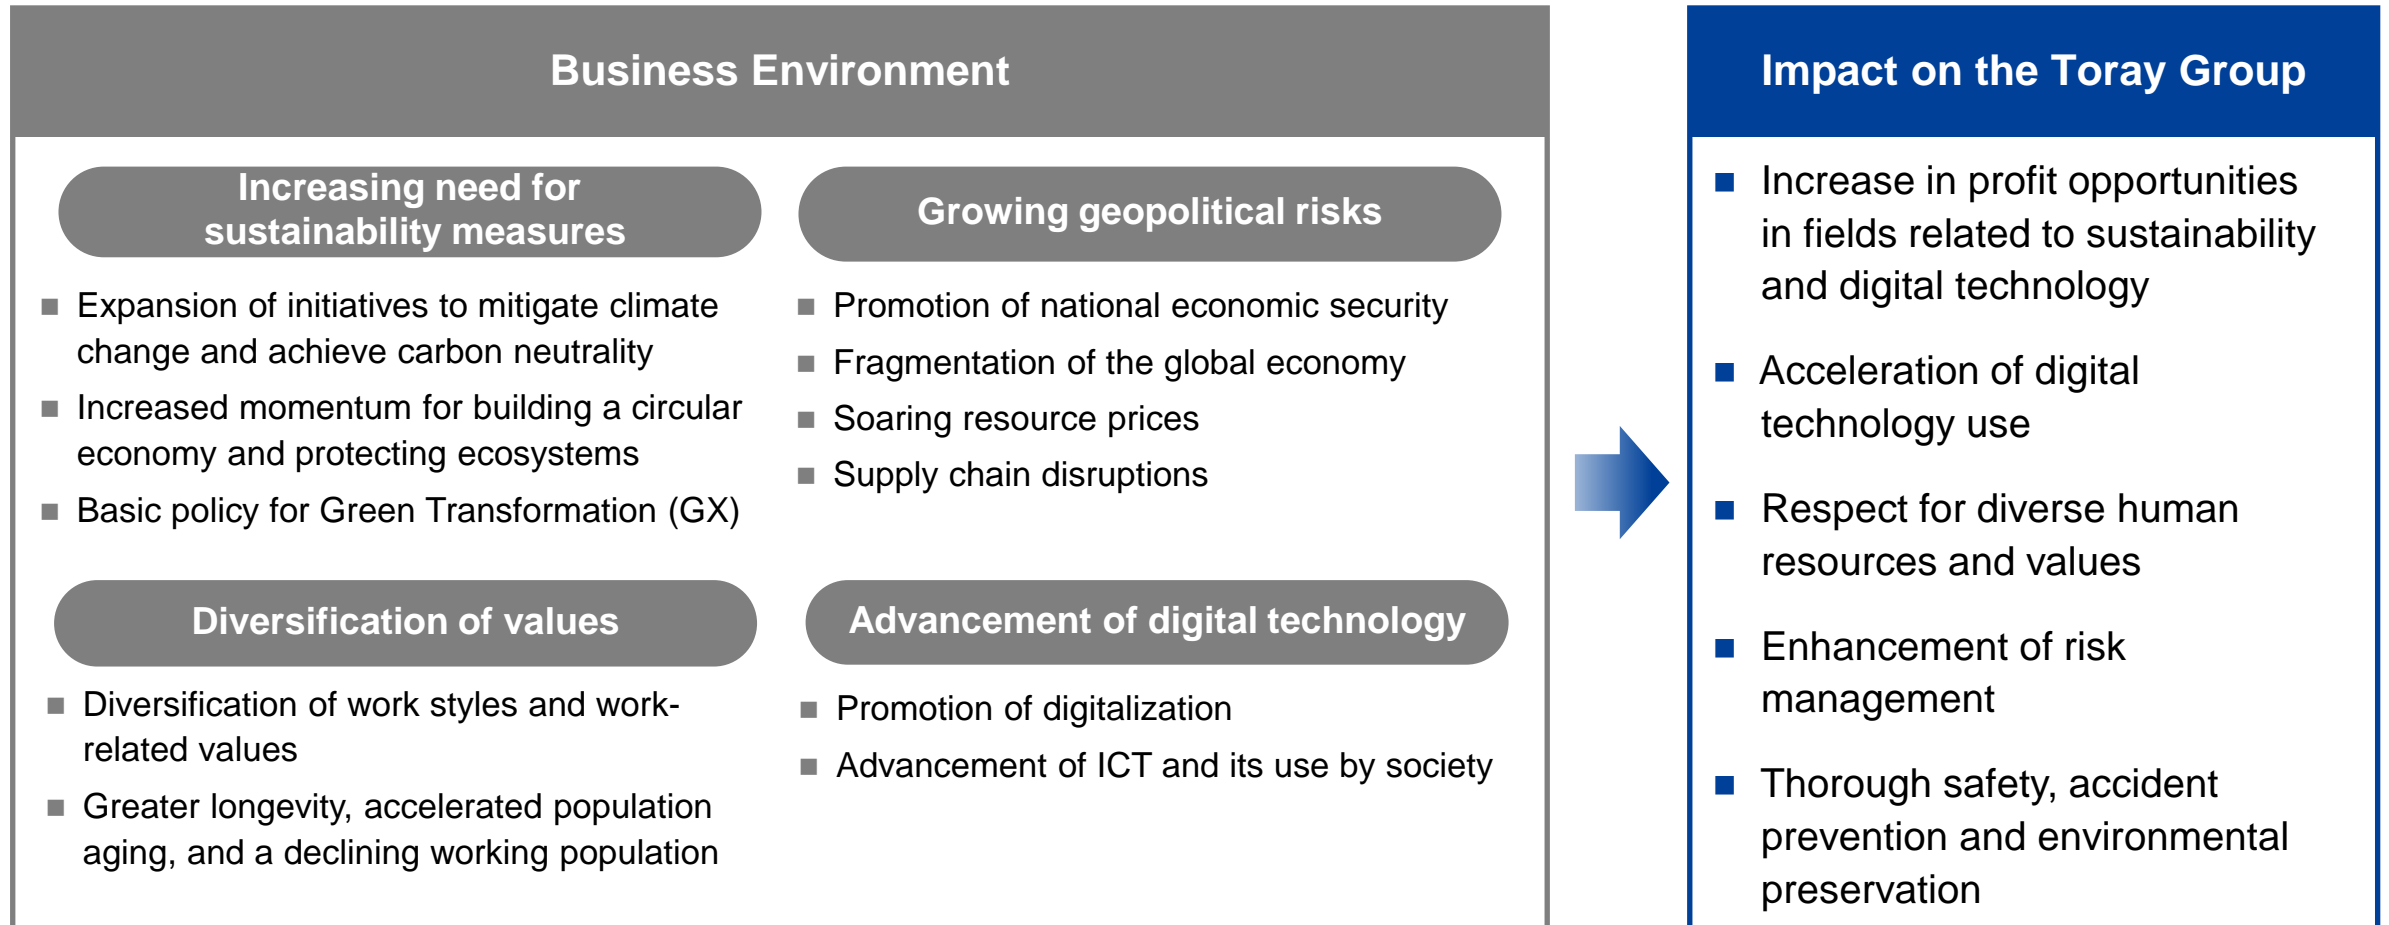 Business Environment
Increasing need for
sustainability measures
Expansion of initiatives to mitigate climate
change and achieve carbon neutrality
Increased momentum for building a circular
economy and protecting ecosystems
Basic policy for Green Transformation (GX)
Growing geopolitical risks
Promotion of national economic security
Fragmentation of the global economy
Soaring resource prices
Supply chain disruptions
Diversification of values
Diversification of work styles and work-
related values
Greater longevity, accelerated population
aging, and a declining working population
Advancement of digital technology
Promotion of digitalization
Advancement of ICT and its use by society
Impact on the Toray Group
Increase in profit opportunities
in fields related to sustainability
and digital technology
Acceleration of digital
technology use
Respect for diverse human
resources and values
Enhancement of risk
management
Thorough safety, accident
prevention and environmental
preservation